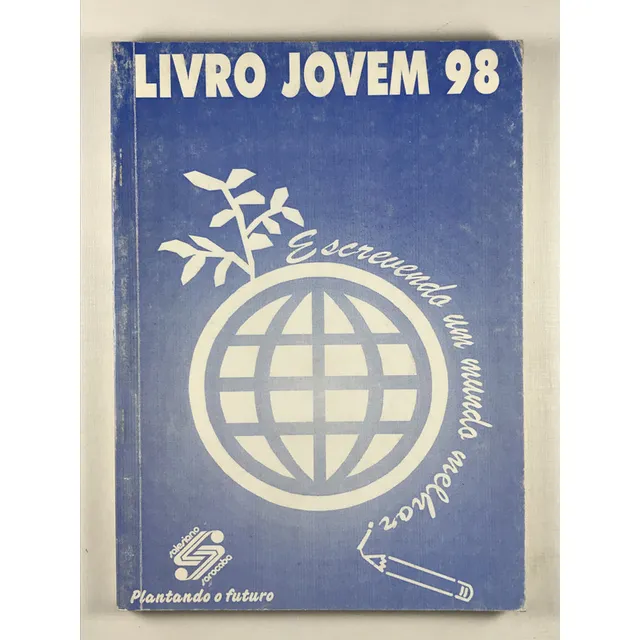 LIVRO JOVEM 98
Escrevendo um mundo melhor!
salesiano
sorocaba
Plantando o futuro